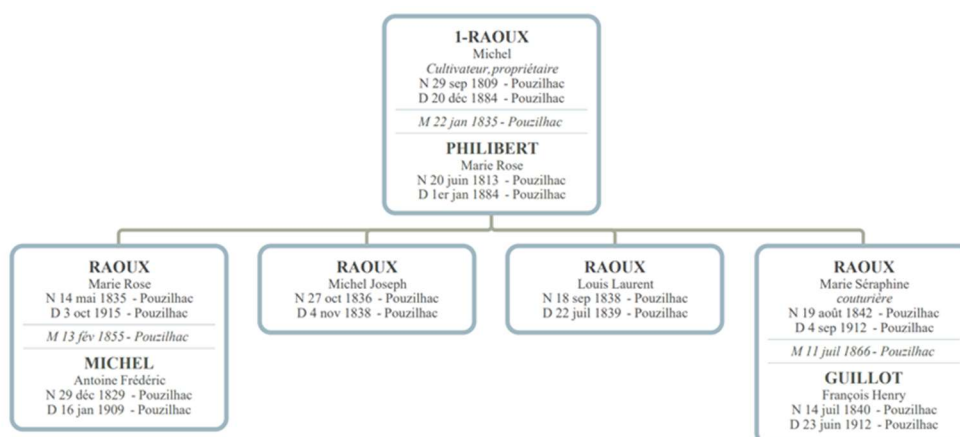 1-RAOUX
Michel
Cultivateur,propriétaire
N 29 sep 1809 - Pouzilhac
D 20 déc 1884 - Pouzilhac
M 22 jan 1835 - Pouzilhac
PHILIBERT
Marie Rose
N 20 juin 1813 - Pouzilhac
D 1er jan 1884 - Pouzilhac
RAOUX
Marie Rose
N 14 mai 1835 - Pouzilhac
D 3 oct 1915 - Pouzilhac
M 13 fév 1855 - Pouzilhac
MICHEL
Antoine Frédéric
N 29 déc 1829 - Pouzilhac
D 16 jan 1909 - Pouzilhac
RAOUX
Michel Joseph
N 27 oct 1836 - Pouzilhac
D 4 nov 1838 - Pouzilhac
RAOUX
Louis Laurent
N 18 sep 1838 - Pouzilhac
D 22 juil 1839 - Pouzilhac
RAOUX
Marie Séraphine
couturière
N 19 août 1842 - Pouzilhac
D 4 sep 1912 - Pouzilhac
M 11 juil 1866 - Pouzilhac
GUILLOT
François Henry
N 14 juil 1840 - Pouzilhac
D 23 juin 1912 - Pouzilhac